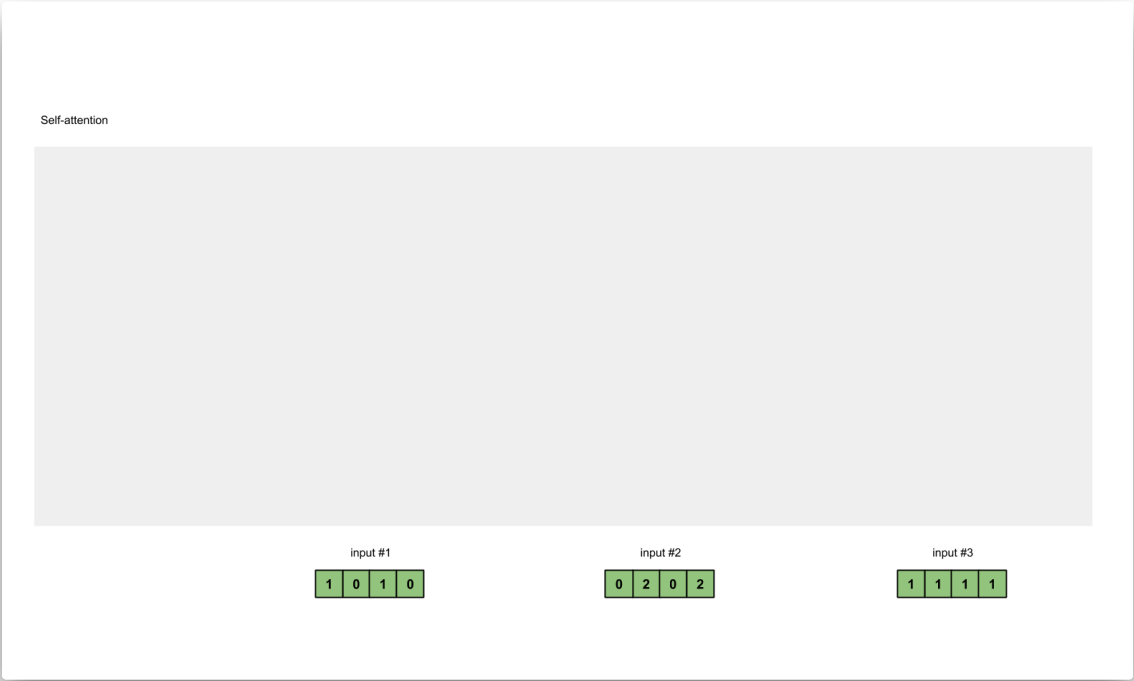 Self-attention
input #1 input #2 input #3
1 0 1 0 0 2 0 2 1 1 1 1